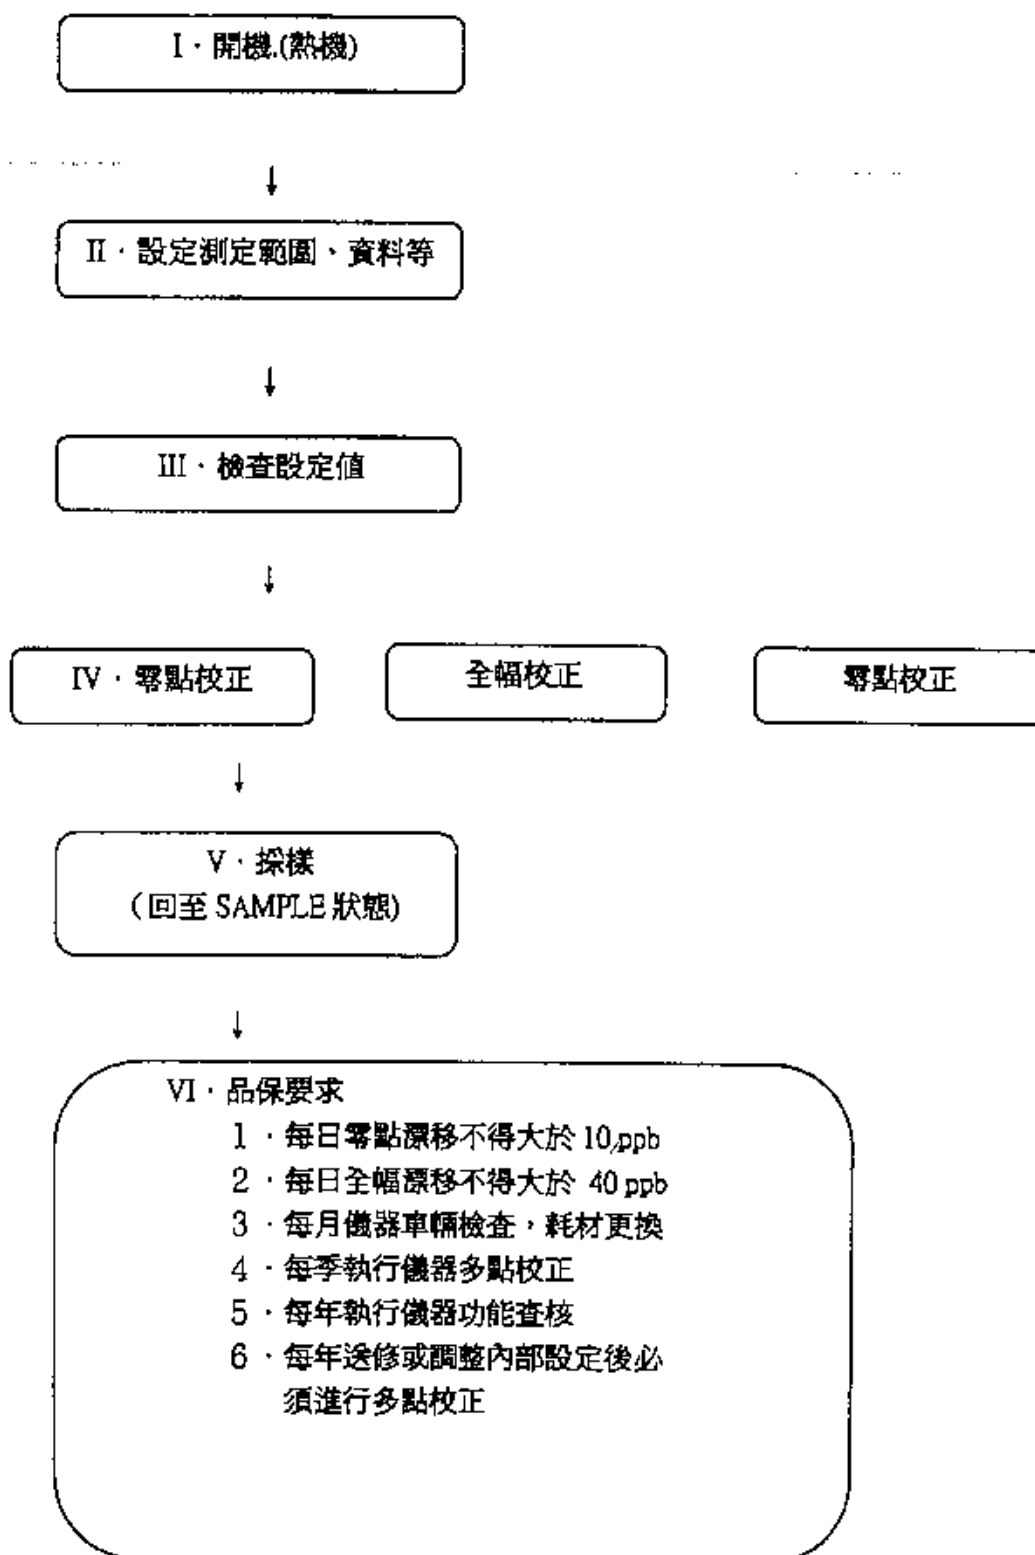 I．開機.(熱機)
II．設定測定範圍、資料等
III．檢查設定值
IV．零點校正
全幅校正
零點校正
V．採樣
（回至 SAMPLE 狀態)
VI．品保要求
1．每日零點漂移不得大於 10 ppb
2．每日全幅漂移不得大於 40 ppb
3．每月儀器車輛檢查，耗材更換
4．每季執行儀器多點校正
5．每年執行儀器功能查核
6．每年送修或調整內部設定後必
須進行多點校正